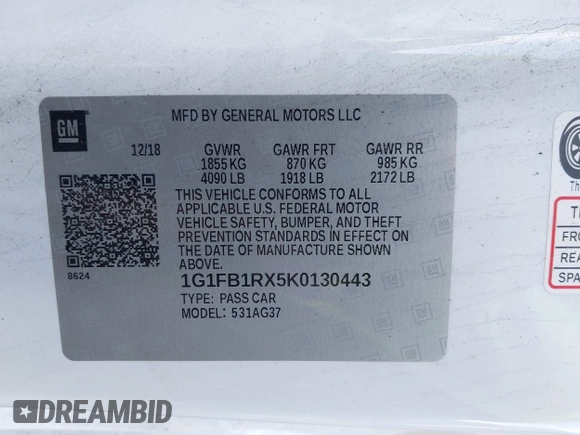 GM
MFD BY GENERAL MOTORS LLC
12/18 GVWR GAWR FRT GAWR RR
1855 KG 870 KG 985 KG
4090 LB 1918 LB 2172 LB
THIS VEHICLE CONFORMS TO ALL
APPLICABLE U.S. FEDERAL MOTOR
VEHICLE SAFETY, BUMPER, AND THEFT
PREVENTION STANDARDS IN EFFECT ON
THE DATE OF MANUFACTURE SHOWN
ABOVE.
8624
1G1FB1RX5K0130443
TYPE: PASS CAR
MODEL: 531AG37
DREAMBID